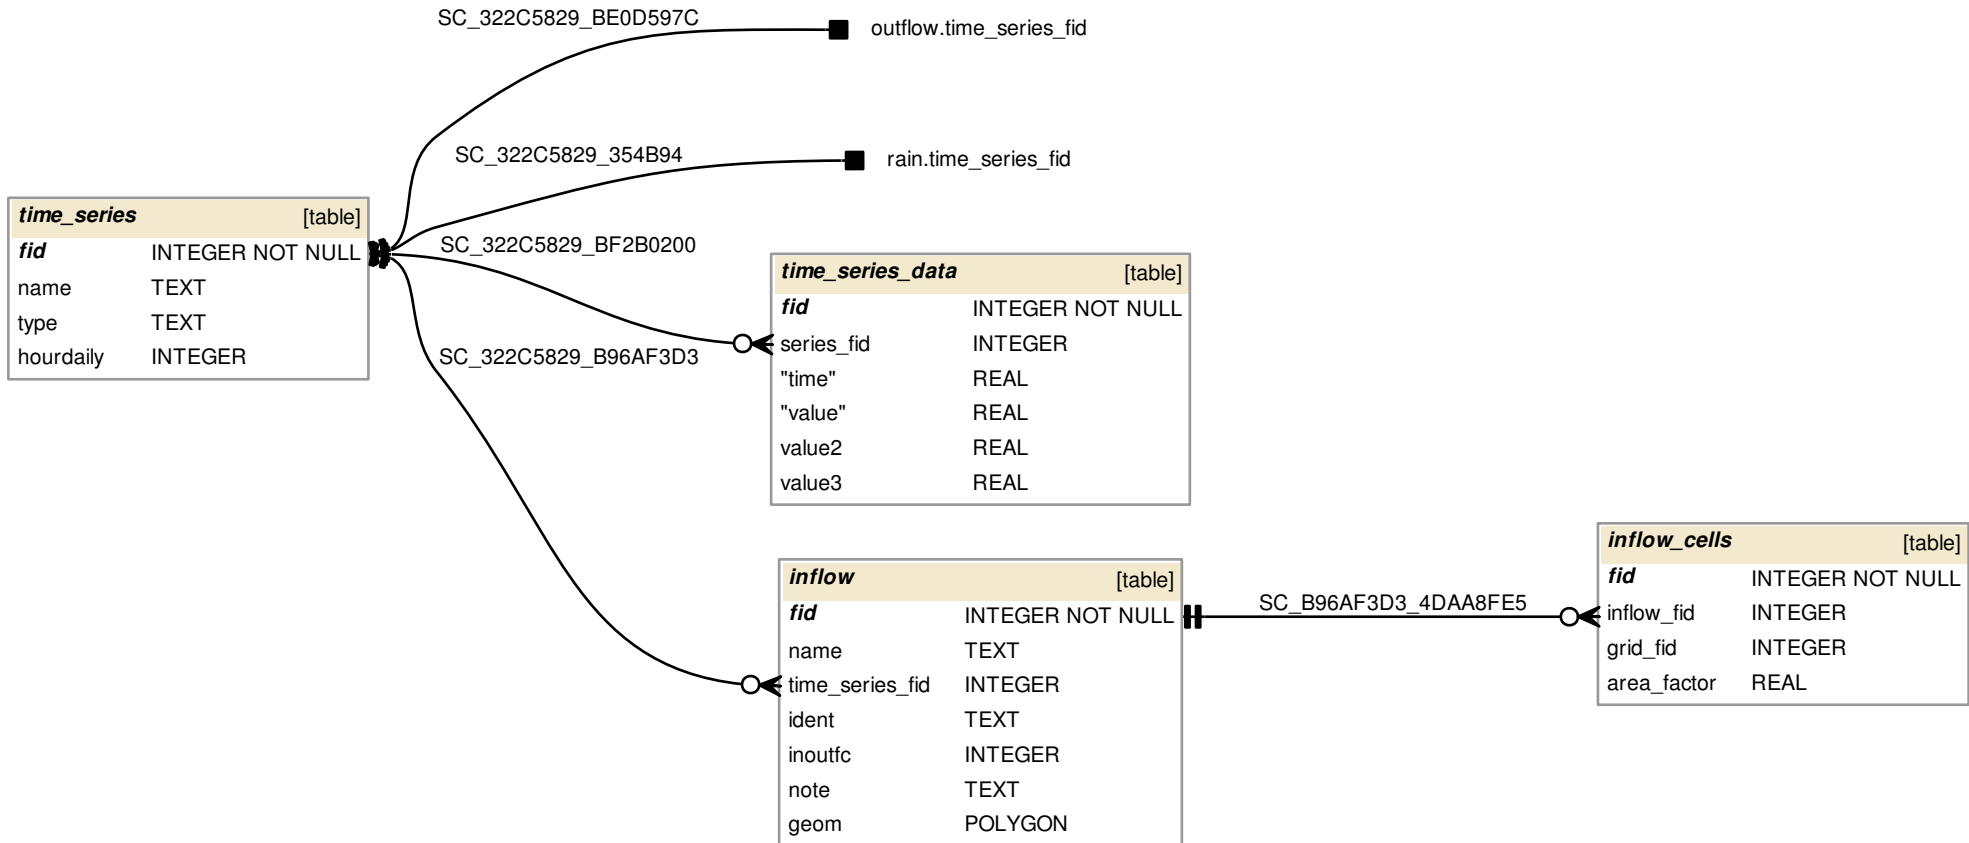 SC_322C5829_BE0D597C
outflow.time_series_fid
SC_322C5829_354B94
rain.time_series_fid
time_series [table]
fid INTEGER NOT NULL
name TEXT
type TEXT
hourdaily INTEGER
SC_322C5829_BF2B0200
SC_322C5829_B96AF3D3
time_series_data [table]
fid INTEGER NOT NULL
series_fid INTEGER
"time" REAL
"value" REAL
value2 REAL
value3 REAL
inflow [table]
fid INTEGER NOT NULL
name TEXT
time_series_fid INTEGER
ident TEXT
inoutfc INTEGER
note TEXT
geom POLYGON
SC_B96AF3D3_4DAA8FE5
inflow_cells [table]
fid INTEGER NOT NULL
inflow_fid INTEGER
grid_fid INTEGER
area_factor REAL